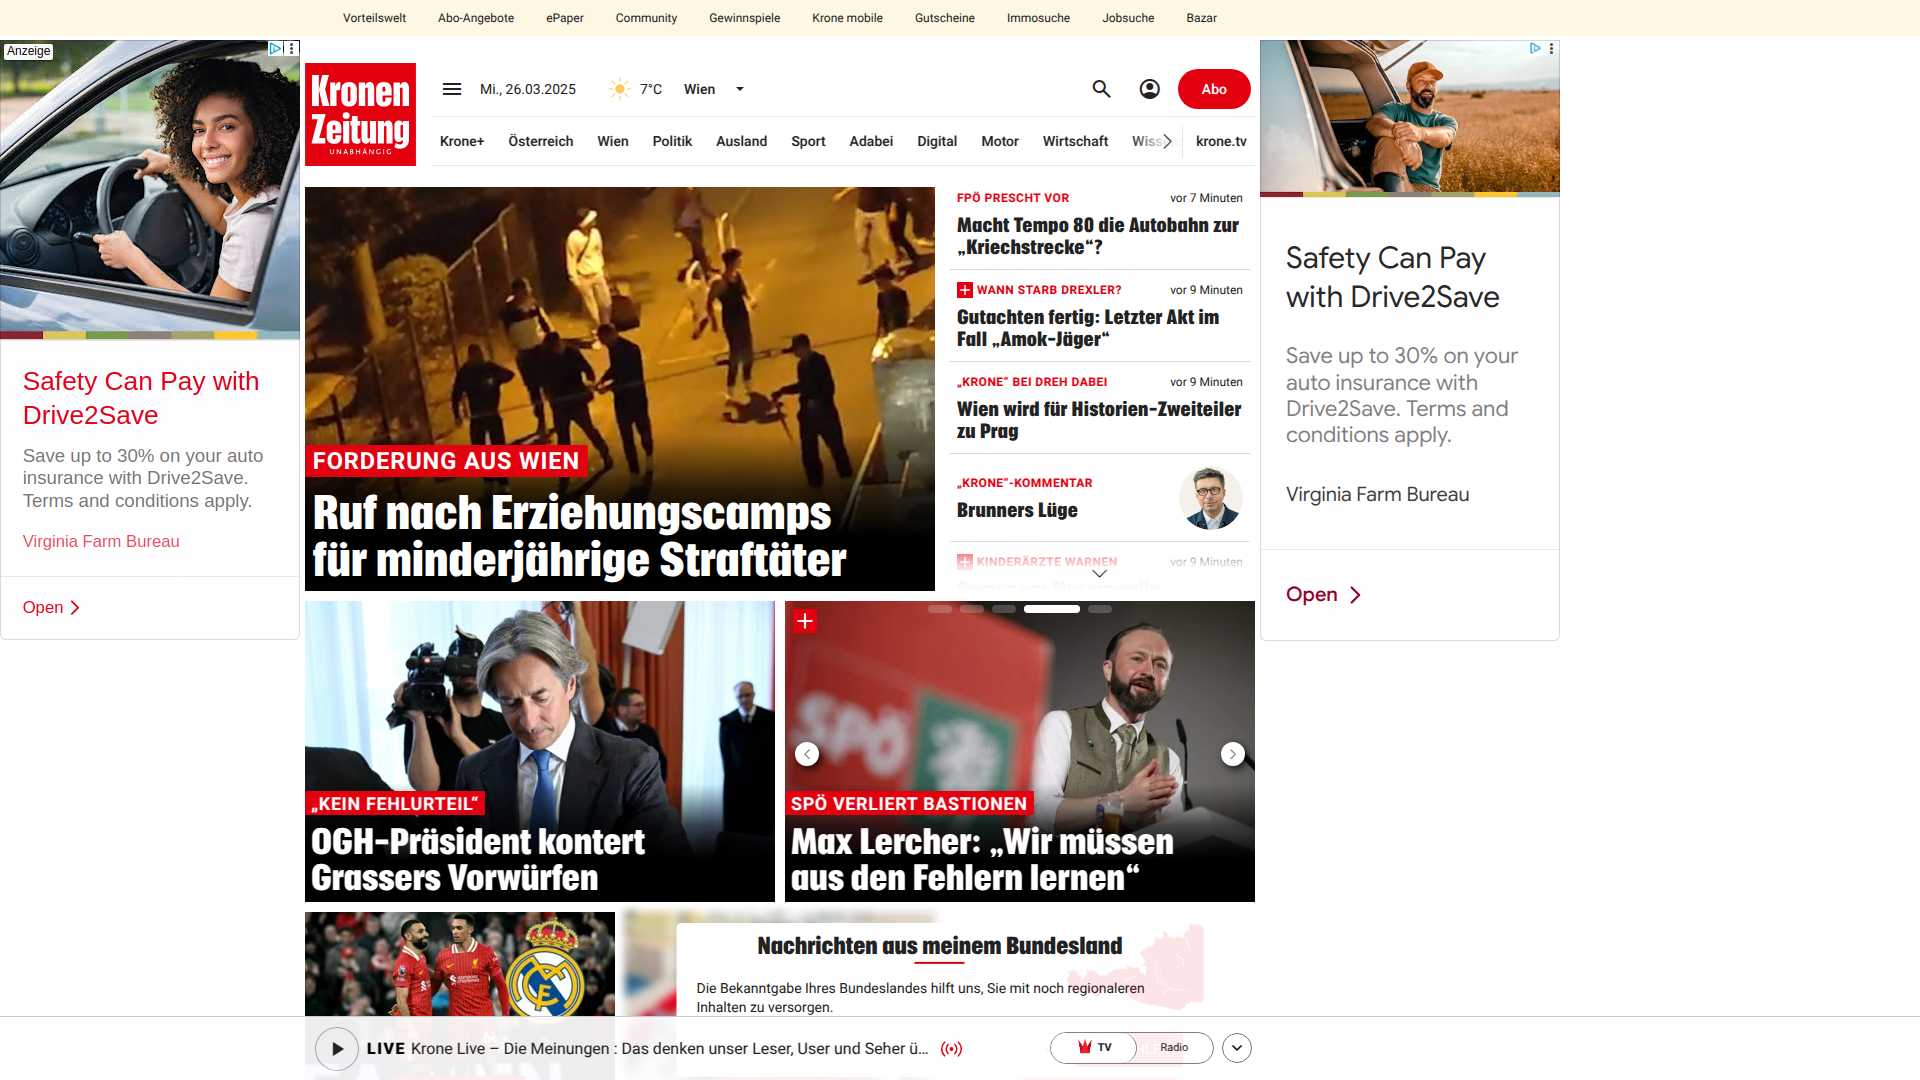 Vorteilswelt Abo-Angebote ePaper Community Gewinnspiele Krone mobile Gutscheine Immosuche Jobsuche Bazar
Anzeige
Kronen
Zeitung
UNABHÄNGIG
Mi., 26.03.2025 7°C Wien
Abo
Krone+ Österreich Wien Politik Ausland Sport Adabei Digital Motor Wirtschaft Wiss krone.tv
FORDERUNG AUS WIEN
Ruf nach Erziehungscamps
für minderjährige Straftäter
FPÖ PRESCHT VOR vor 7 Minuten
Macht Tempo 80 die Autobahn zur
„Kriechstrecke“?
WANN STARB DREXLER? vor 9 Minuten
Gutachten fertig: Letzter Akt im
Fall „Amok-Jäger“
„KRONE“ BEI DREH DABEI vor 9 Minuten
Wien wird für Historien-Zweiteiler
zu Prag
„KRONE“-KOMMENTAR
Brunners Lüge
KINDERÄRZTE WARNEN vor 9 Minuten
Safety Can Pay with
Drive2Save
Save up to 30% on your auto
insurance with Drive2Save.
Terms and conditions apply.
Virginia Farm Bureau
Open
Safety Can Pay
with Drive2Save
Save up to 30% on your
auto insurance with
Drive2Save. Terms and
conditions apply.
Virginia Farm Bureau
Open
„KEIN FEHLURTEIL“
OGH-Präsident kontert
Grassers Vorwürfen
SPÖ
SPÖ VERLIERT BASTIONEN
Max Lercher: „Wir müssen
aus den Fehlern lernen“
Nachrichten aus meinem Bundesland
Die Bekanntgabe Ihres Bundeslandes hilft uns, Sie mit noch regionaleren
Inhalten zu versorgen.
LIVE Krone Live – Die Meinungen : Das denken unser Leser, User und Seher ü...
TV Radio